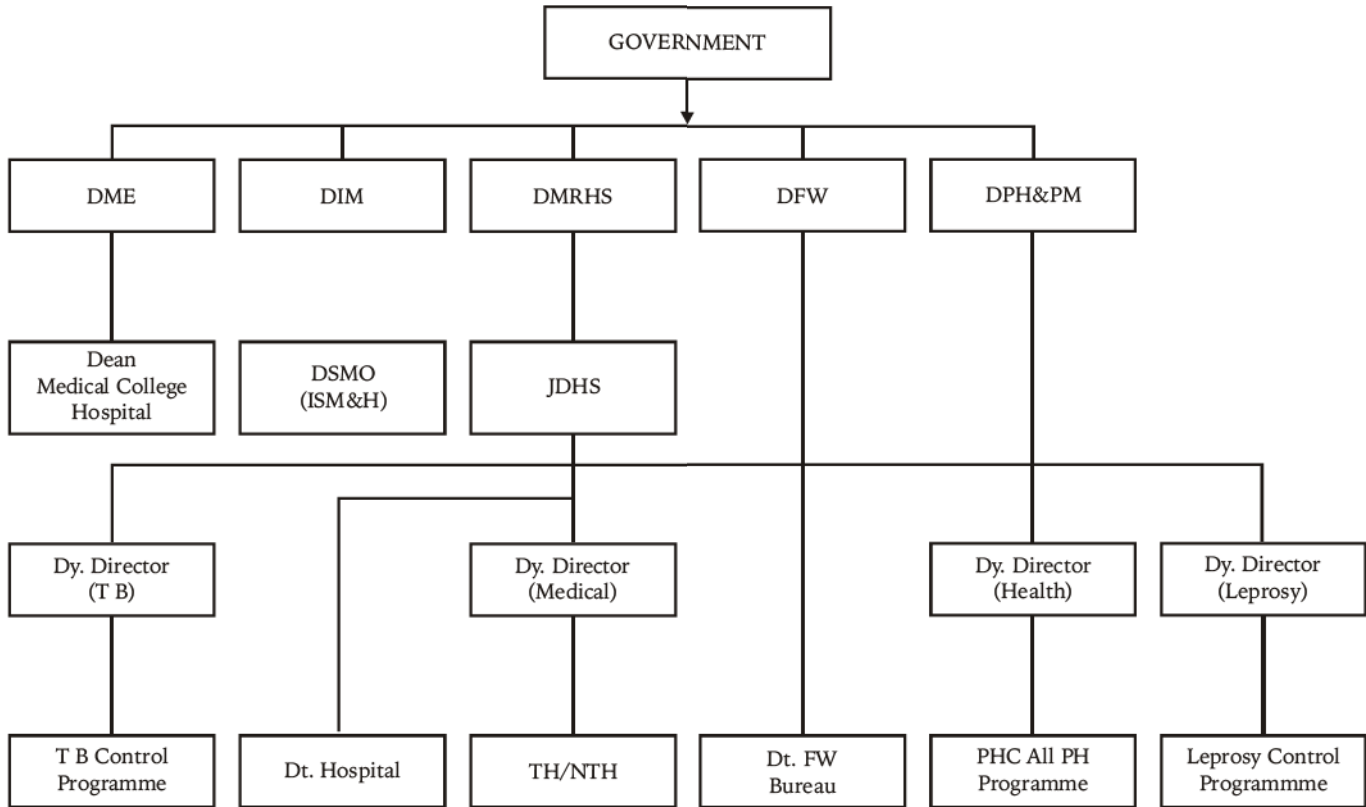 GOVERNMENT
DME
DIM
DMRHS
DFW
DPH&PM
Dean
Medical College
Hospital
DSMO
(ISM&H)
JDHS
Dy. Director
(T B)
Dy. Director
(Medical)
Dy. Director
(Health)
Dy. Director
(Leprosy)
T B Control
Programme
Dt. Hospital
TH/NTH
Dt. FW
Bureau
PHC All PH
Programme
Leprosy Control
Programmme